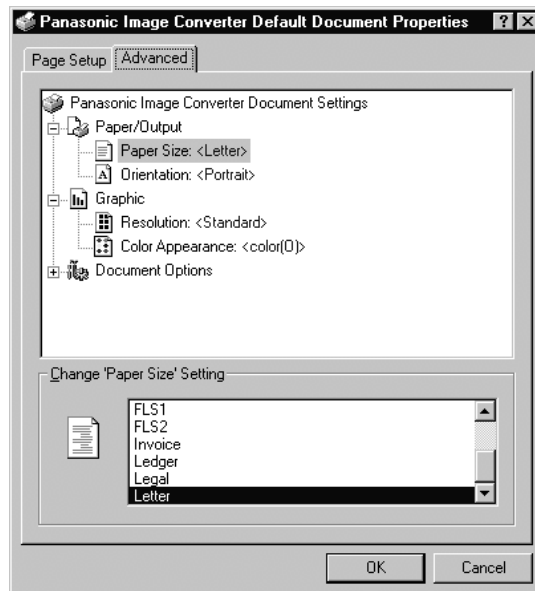 Panasonic Image Converter Default Document Properties
Page Setup
Advanced
Panasonic Image Converter Document Settings
Paper/Output
Paper Size: <Letter>
Orientation: <Portrait>
Graphic
Resolution: <Standard>
Color Appearance: <color(O)>
Document Options
Change 'Paper Size' Setting
FLS1
FLS2
Invoice
Ledger
Legal
Letter
OK
Cancel